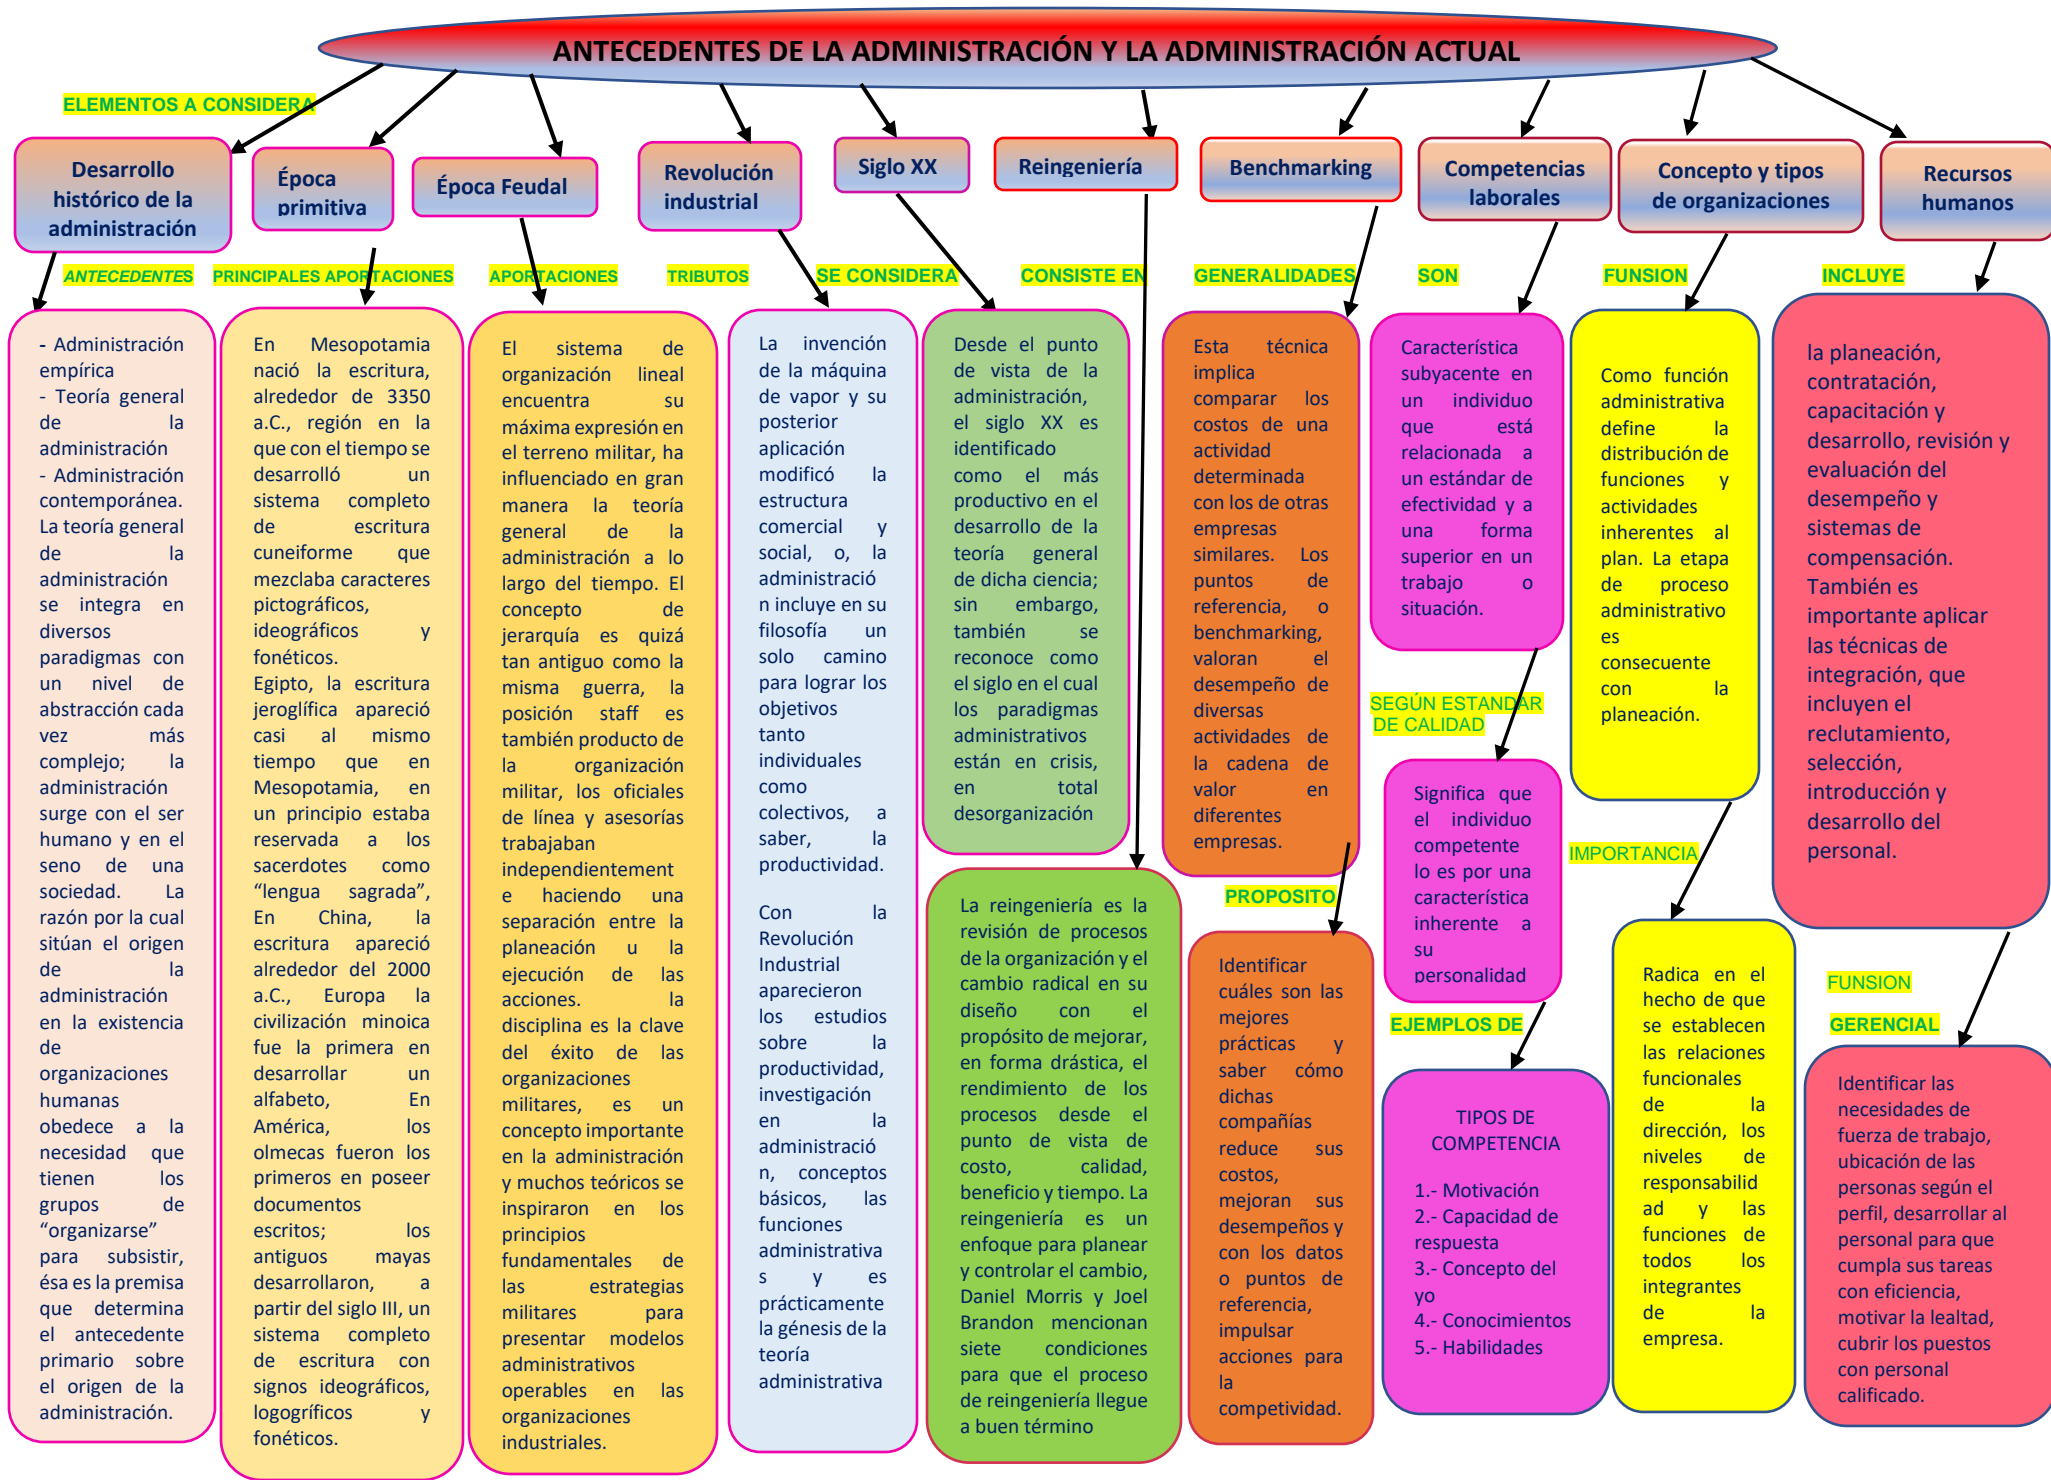 ANTECEDENTES DE LA ADMINISTRACIÓN Y LA ADMINISTRACIÓN ACTUAL
ELEMENTOS A CONSIDERA
Desarrollo
histórico de la
administración
Época
primitiva
Época Feudal
Revolución
industrial
Siglo XX
Reingeniería
Benchmarking
Competencias
laborales
Concepto y tipos
de organizaciones
Recursos
humanos
ANTECEDENTES
PRINCIPALES APORTACIONES
APORTACIONES
TRIBUTOS
SE CONSIDERA
CONSISTE EN
GENERALIDADES
SON
FUNSION
INCLUYE
- Administración
empírica
- Teoría general
de la
administración
- Administración
contemporánea.
La teoría general
de la
administración
se integra en
diversos
paradigmas con
un nivel de
abstracción cada
vez más
complejo; la
administración
surge con el ser
humano y en el
seno de una
sociedad. La
razón por la cual
sitúan el origen
de la
administración
en la existencia
de
organizaciones
humanas
obedece a la
necesidad que
tienen los
grupos de
“organizarse”
para subsistir,
ésa es la premisa
que determina
el antecedente
primario sobre
el origen de la
administración.
En Mesopotamia
nació la escritura,
alrededor de 3350
a.C., región en la
que con el tiempo se
desarrolló un
sistema completo
de escritura
cuneiforme que
mezclaba caracteres
pictográficos,
ideográficos y
fonéticos.
Egipto, la escritura
jeroglífica apareció
casi al mismo
tiempo que en
Mesopotamia, en
un principio estaba
reservada a los
sacerdotes como
“lengua sagrada”,
En China, la
escritura apareció
alrededor del 2000
a.C., Europa la
civilización minoica
fue la primera en
desarrollar un
alfabeto, En
América, los
olmecas fueron los
primeros en poseer
documentos
escritos; los
antiguos mayas
desarrollaron, a
partir del siglo III, un
sistema completo
de escritura con
signos ideográficos,
logogríficos y
fonéticos.
El sistema de
organización lineal
encuentra su
máxima expresión en
el terreno militar, ha
influenciado en gran
manera la teoría
general de la
administración a lo
largo del tiempo. El
concepto de
jerarquía es quizá
tan antiguo como la
misma guerra, la
posición staff es
también producto de
la organización
militar, los oficiales
de línea y asesorías
trabajaban
independientement
e haciendo una
separación entre la
planeación u la
ejecución de las
acciones. la
disciplina es la clave
del éxito de las
organizaciones
militares, es un
concepto importante
en la administración
y muchos teóricos se
inspiraron en los
principios
fundamentales de
las estrategias
militares para
presentar modelos
administrativos
operables en las
organizaciones
industriales.
La invención
de la máquina
de vapor y su
posterior
aplicación
modificó la
estructura
comercial y
social, o, la
administració
n incluye en su
filosofía un
solo camino
para lograr los
objetivos
tanto
individuales
como
colectivos, a
saber, la
productividad.
Con la
Revolución
Industrial
aparecieron
los estudios
sobre la
productividad,
investigación
en la
administració
n, conceptos
básicos, las
funciones
administrativa
s y es
prácticamente
la génesis de la
teoría
administrativa
Desde el punto
de vista de la
administración,
el siglo XX es
identificado
como el más
productivo en el
desarrollo de la
teoría general
de dicha ciencia;
sin embargo,
también se
reconoce como
el siglo en el cual
los paradigmas
administrativos
están en crisis,
en total
desorganización
La reingeniería es la
revisión de procesos
de la organización y el
cambio radical en su
diseño con el
propósito de mejorar,
en forma drástica, el
rendimiento de los
procesos desde el
punto de vista de
costo, calidad,
beneficio y tiempo. La
reingeniería es un
enfoque para planear
y controlar el cambio,
Daniel Morris y Joel
Brandon mencionan
siete condiciones
para que el proceso
de reingeniería llegue
a buen término
Esta técnica
implica
comparar los
costos de una
actividad
determinada
con los de otras
empresas
similares. Los
puntos de
referencia, o
benchmarking,
valoran el
desempeño de
diversas
actividades de
la cadena de
valor en
diferentes
empresas.
PROPOSITO
Identificar
cuáles son las
mejores
prácticas y
saber cómo
dichas
compañías
reduce sus
costos,
mejoran sus
desempeños y
con los datos
o puntos de
referencia,
impulsar
acciones para
la
competividad.
Característica
subyacente en
un individuo
que está
relacionada a
un estándar de
efectividad y a
una forma
superior en un
trabajo o
situación.
SEGÚN ESTANDAR
DE CALIDAD
Significa que
el individuo
competente
lo es por una
característica
inherente a
su
personalidad
EJEMPLOS DE
TIPOS DE
COMPETENCIA
1.- Motivación
2.- Capacidad de
respuesta
3.- Concepto del
yo
4.- Conocimientos
5.- Habilidades
Como función
administrativa
define la
distribución de
funciones y
actividades
inherentes al
plan. La etapa
de proceso
administrativo
es
consecuente
con la
planeación.
IMPORTANCIA
Radica en el
hecho de que
se establecen
las relaciones
funcionales
de la
dirección, los
niveles de
responsabilid
ad y las
funciones de
todos los
integrantes
de la
empresa.
la planeación,
contratación,
capacitación y
desarrollo, revisión y
evaluación del
desempeño y
sistemas de
compensación.
También es
importante aplicar
las técnicas de
integración, que
incluyen el
reclutamiento,
selección,
introducción y
desarrollo del
personal.
FUNSION
GERENCIAL
Identificar las
necesidades de
fuerza de trabajo,
ubicación de las
personas según el
perfil, desarrollar al
personal para que
cumpla sus tareas
con eficiencia,
motivar la lealtad,
cubrir los puestos
con personal
calificado.